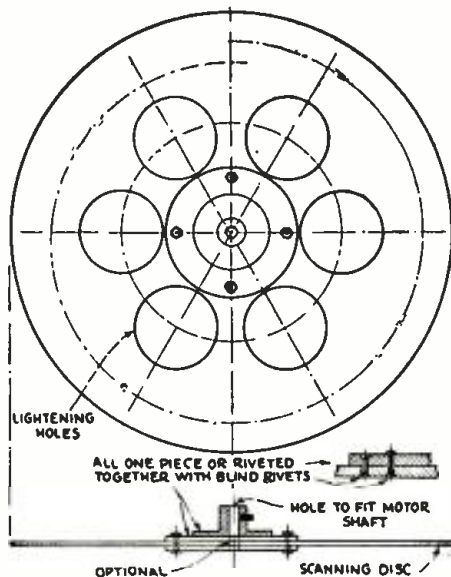 LIGHTENING
HOLES
ALL ONE PIECE OR RIVETED
TOGETHER WITH BLIND RIVETS
HOLE TO FIT MOTOR
SHAFT
OPTIONAL
SCANNING DISC